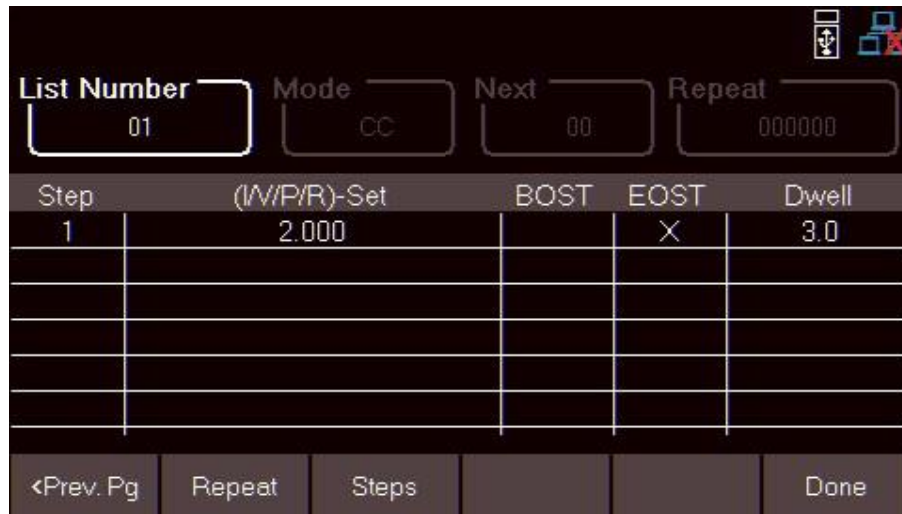 List Number Mode Next Repeat
01 CC 00 000000
Step (I/V/P/R)-Set BOST EOST Dwell
1 2.000 X 3.0
<Prev. Pg Repeat Steps Done